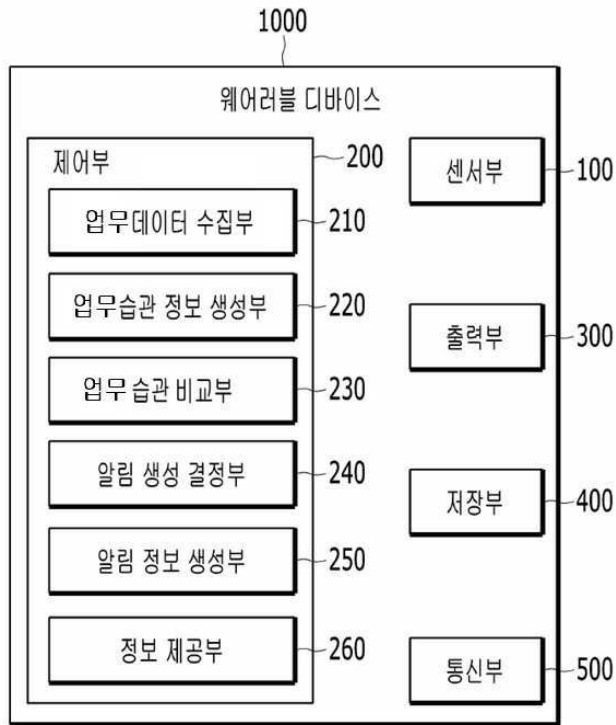 1000
웨어러블 디바이스
제어부
200
업무데이터 수집부
210
업무습관 정보 생성부
220
업무 습관 비교부
230
알림 생성 결정부
240
알림 정보 생성부
250
정보 제공부
260
센서부
100
출력부
300
저장부
400
통신부
500